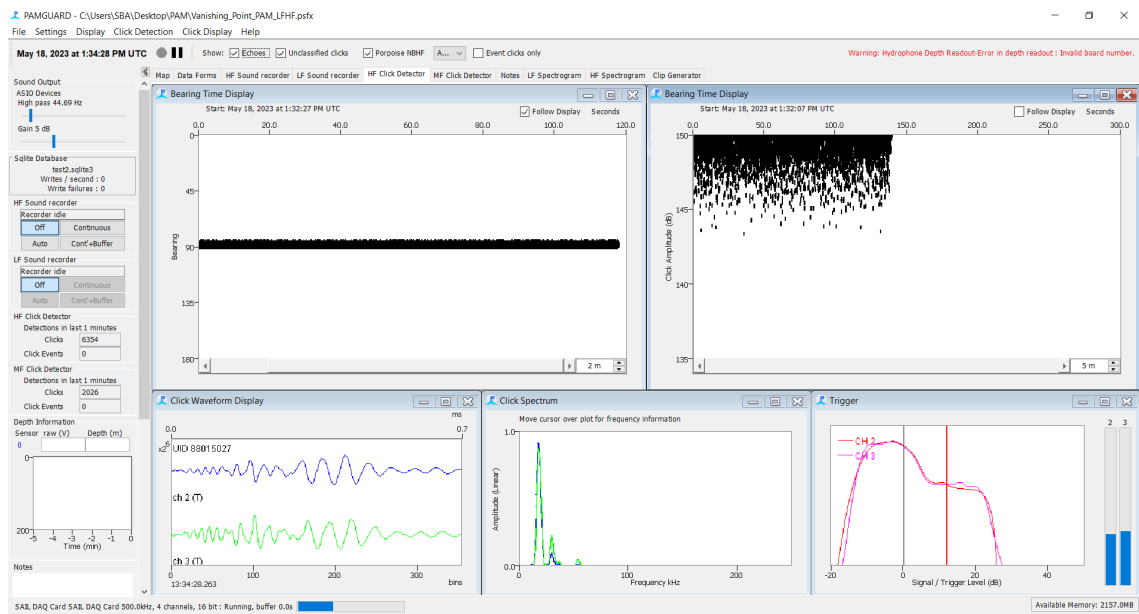 PAMGUARD - C:\Users\SBA\Desktop\PAM\Vanishing_Point_PAM_LFHF.psfx
File Settings Display Click Detection Click Display Help
May 18, 2023 at 1:34:28 PM UTC Show: Echoes Unclassified clicks Porpoise NBHF A... Event clicks only Warning: Hydrophone Depth Readout-Error in depth readout : Invalid board number.
Map Data Forms HF Sound recorder LF Sound recorder HF Click Detector MF Click Detector Notes LF Spectrogram HF Spectrogram Clip Generator
Sound Output
ASIO Devices
High pass 44.69 Hz
Gain 5 dB
Sqlite Database
test2.sqlite3
Writes / second : 0
Write failures : 0
HF Sound recorder
Recorder idle
Off Continuous
Auto Cont'+Buffer
LF Sound recorder
Recorder idle
Off Continuous
Auto Cont'+Buffer
HF Click Detector
Detections in last 1 minutes
Clicks 6354
Click Events 0
MF Click Detector
Detections in last 1 minutes
Clicks 2026
Click Events 0
Depth Information
Sensor raw (V) Depth (m)
0
0
200
-5 -4 -3 -2 -1 0
Time (min)
Notes
Bearing Time Display
Start: May 18, 2023 at 1:32:27 PM UTC Follow Display Seconds
0.0 20.0 40.0 60.0 80.0 100.0 120.0
0
45
90
135
180
Bearing
2 m
Bearing Time Display
Start: May 18, 2023 at 1:32:07 PM UTC Follow Display Seconds
0.0 50.0 100.0 150.0 200.0 250.0 300.0
150
145
140
135
Click Amplitude (dB)
5 m
Click Waveform Display
ms
0.0 0.7
UID 88015027
ch 2 (T)
ch 3 (T)
0 100 200 300
13:34:28.263 bins
Click Spectrum
Move cursor over plot for frequency information
1.0
0.0
Amplitude (Linear)
0 100 200
Frequency kHz
Trigger
CH 2
CH 3
2 3
-20 0 20 40
Signal / Trigger Level (dB)
SAIL DAQ Card SAIL DAQ Card 500.0kHz, 4 channels, 16 bit : Running, buffer 0.0s
Available Memory: 2157.0MB